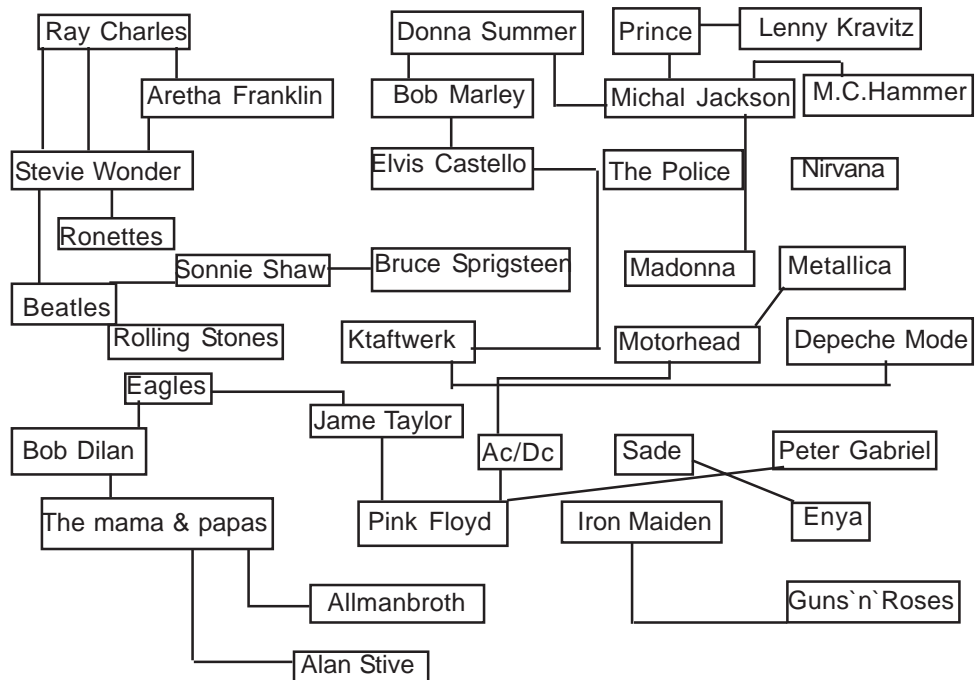 Ray Charles
Donna Summer
Prince
Lenny Kravitz
Aretha Franklin
Bob Marley
Michal Jackson
M.C.Hammer
Stevie Wonder
Elvis Castello
The Police
Nirvana
Ronettes
Sonnie Shaw
Bruce Sprigsteen
Madonna
Metallica
Beatles
Rolling Stones
Ktaftwerk
Motorhead
Depeche Mode
Eagles
Jame Taylor
Bob Dilan
Ac/Dc
Sade
Peter Gabriel
The mama & papas
Pink Floyd
Iron Maiden
Enya
Allmanbroth
Guns`n`Roses
Alan Stive